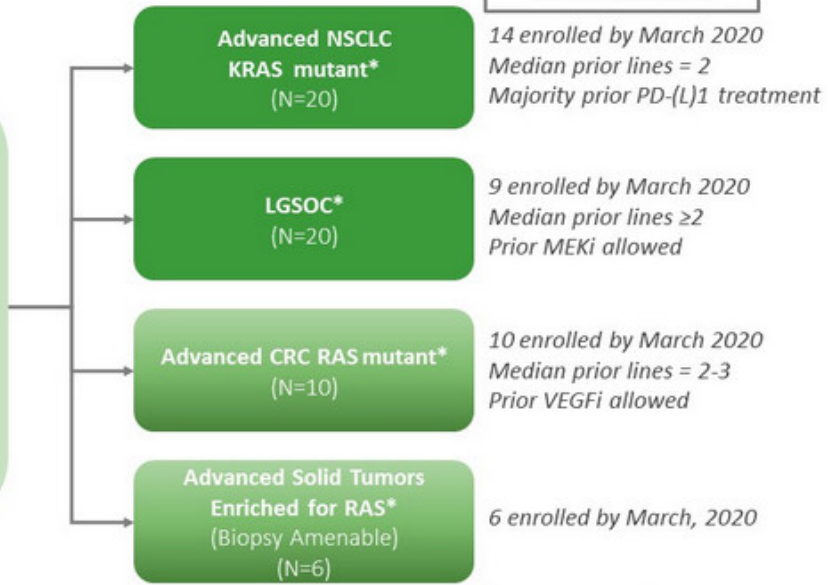 Advanced NSCLC
KRAS mutant*
(N=20)
14 enrolled by March 2020
Median prior lines = 2
Majority prior PD-(L)1 treatment
LGSOC*
(N=20)
9 enrolled by March 2020
Median prior lines ≥2
Prior MEKi allowed
Advanced CRC RAS mutant*
(N=10)
10 enrolled by March 2020
Median prior lines = 2-3
Prior VEGFi allowed
Advanced Solid Tumors
Enriched for RAS*
(Biopsy Amenable)
(N=6)
6 enrolled by March, 2020